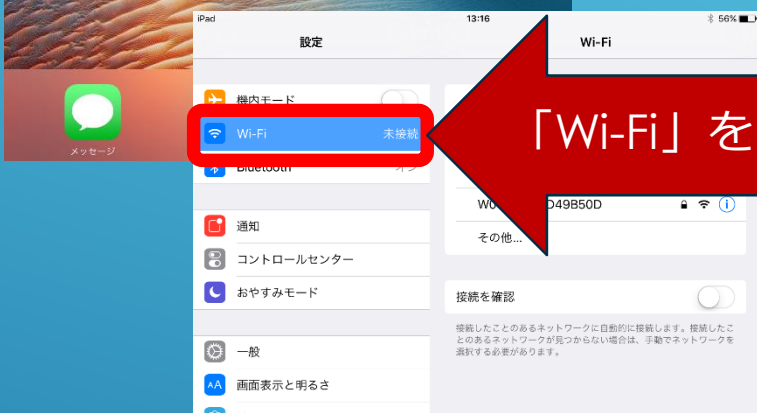 メッセージ
iPad
13:16
56%
設定
Wi-Fi
機内モード
Wi-Fi
未接続
Bluetooth
オン
通知
コントロールセンター
おやすみモード
一般
画面表示と明るさ
「Wi-Fi」を
D49B50D
その他...
接続を確認
接続したことのあるネットワークに自動的に接続します。接続したこ
とのあるネットワークが見つからない場合は、手動でネットワークを
選択する必要があります。